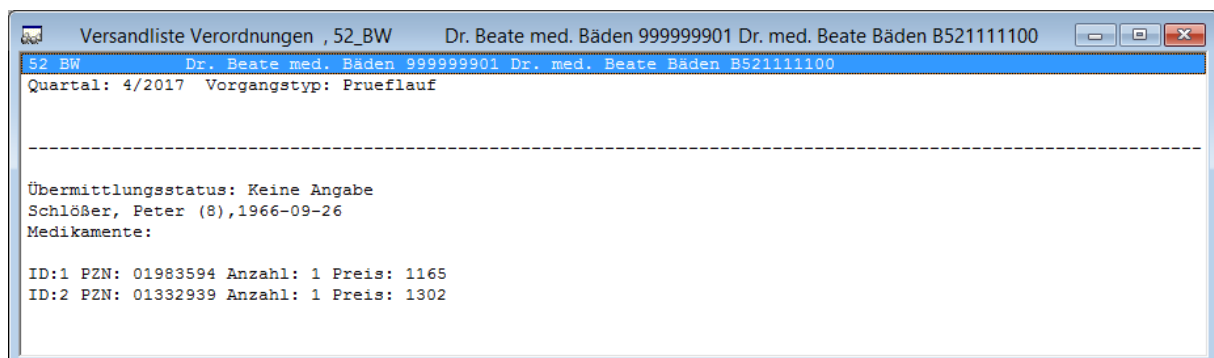 Versandliste Verordnungen , 52_BW Dr. Beate med. Bäden 999999901 Dr. med. Beate Bäden B521111100
52 BW Dr. Beate med. Bäden 999999901 Dr. med. Beate Bäden B521111100
Quartal: 4/2017 Vorgangstyp: Prueflauf
------------------------------------------------------------------------------------------------------------------
Übermittlungsstatus: Keine Angabe
Schlößer, Peter (8),1966-09-26
Medikamente:
ID:1 PZN: 01983594 Anzahl: 1 Preis: 1165
ID:2 PZN: 01332939 Anzahl: 1 Preis: 1302